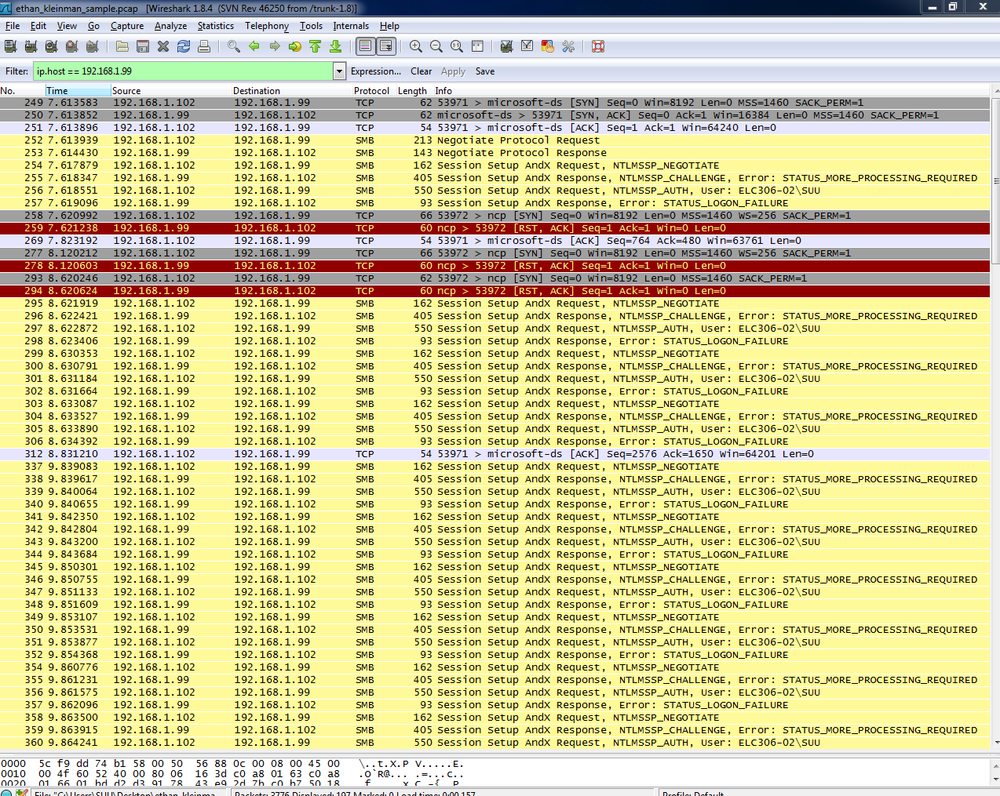 ethan_kleinman_sample.pcap   [Wireshark 1.8.4  (SVN Rev 46250 from /trunk-1.8)]
File Edit View Go Capture Analyze Statistics Telephony Tools Internals Help
Filter: ip.host == 192.168.1.99 Expression... Clear Apply Save
No. Time Source Destination Protocol Length Info
249 7.613583 192.168.1.102 192.168.1.99 TCP 62 53971 > microsoft-ds [SYN] Seq=0 Win=8192 Len=0 MSS=1460 SACK_PERM=1
250 7.613852 192.168.1.99 192.168.1.102 TCP 62 microsoft-ds > 53971 [SYN, ACK] Seq=0 Ack=1 Win=16384 Len=0 MSS=1460 SACK_PERM=1
251 7.613896 192.168.1.102 192.168.1.99 TCP 54 53971 > microsoft-ds [ACK] Seq=1 Ack=1 Win=64240 Len=0
252 7.613939 192.168.1.102 192.168.1.99 SMB 213 Negotiate Protocol Request
253 7.614430 192.168.1.99 192.168.1.102 SMB 143 Negotiate Protocol Response
254 7.617879 192.168.1.102 192.168.1.99 SMB 162 Session Setup AndX Request, NTLMSSP_NEGOTIATE
255 7.618347 192.168.1.99 192.168.1.102 SMB 405 Session Setup AndX Response, NTLMSSP_CHALLENGE, Error: STATUS_MORE_PROCESSING_REQUIRED
256 7.618551 192.168.1.102 192.168.1.99 SMB 550 Session Setup AndX Request, NTLMSSP_AUTH, User: ELC306-02\SUU
257 7.619096 192.168.1.99 192.168.1.102 SMB 93 Session Setup AndX Response, Error: STATUS_LOGON_FAILURE
258 7.620992 192.168.1.102 192.168.1.99 TCP 66 53972 > ncp [SYN] Seq=0 Win=8192 Len=0 MSS=1460 WS=256 SACK_PERM=1
259 7.621238 192.168.1.99 192.168.1.102 TCP 60 ncp > 53972 [RST, ACK] Seq=1 Ack=1 Win=0 Len=0
269 7.823192 192.168.1.102 192.168.1.99 TCP 54 53971 > microsoft-ds [ACK] Seq=764 Ack=480 Win=63761 Len=0
277 8.120212 192.168.1.102 192.168.1.99 TCP 66 53972 > ncp [SYN] Seq=0 Win=8192 Len=0 MSS=1460 WS=256 SACK_PERM=1
278 8.120603 192.168.1.99 192.168.1.102 TCP 60 ncp > 53972 [RST, ACK] Seq=1 Ack=1 Win=0 Len=0
293 8.620246 192.168.1.102 192.168.1.99 TCP 62 53972 > ncp [SYN] Seq=0 Win=8192 Len=0 MSS=1460 SACK_PERM=1
294 8.620624 192.168.1.99 192.168.1.102 TCP 60 ncp > 53972 [RST, ACK] Seq=1 Ack=1 Win=0 Len=0
295 8.621919 192.168.1.102 192.168.1.99 SMB 162 Session Setup AndX Request, NTLMSSP_NEGOTIATE
296 8.622421 192.168.1.99 192.168.1.102 SMB 405 Session Setup AndX Response, NTLMSSP_CHALLENGE, Error: STATUS_MORE_PROCESSING_REQUIRED
297 8.622872 192.168.1.102 192.168.1.99 SMB 550 Session Setup AndX Request, NTLMSSP_AUTH, User: ELC306-02\SUU
298 8.623406 192.168.1.99 192.168.1.102 SMB 93 Session Setup AndX Response, Error: STATUS_LOGON_FAILURE
299 8.630353 192.168.1.102 192.168.1.99 SMB 162 Session Setup AndX Request, NTLMSSP_NEGOTIATE
300 8.630791 192.168.1.99 192.168.1.102 SMB 405 Session Setup AndX Response, NTLMSSP_CHALLENGE, Error: STATUS_MORE_PROCESSING_REQUIRED
301 8.631184 192.168.1.102 192.168.1.99 SMB 550 Session Setup AndX Request, NTLMSSP_AUTH, User: ELC306-02\SUU
302 8.631664 192.168.1.99 192.168.1.102 SMB 93 Session Setup AndX Response, Error: STATUS_LOGON_FAILURE
303 8.633087 192.168.1.102 192.168.1.99 SMB 162 Session Setup AndX Request, NTLMSSP_NEGOTIATE
304 8.633527 192.168.1.99 192.168.1.102 SMB 405 Session Setup AndX Response, NTLMSSP_CHALLENGE, Error: STATUS_MORE_PROCESSING_REQUIRED
305 8.633890 192.168.1.102 192.168.1.99 SMB 550 Session Setup AndX Request, NTLMSSP_AUTH, User: ELC306-02\SUU
306 8.634392 192.168.1.99 192.168.1.102 SMB 93 Session Setup AndX Response, Error: STATUS_LOGON_FAILURE
312 8.831210 192.168.1.102 192.168.1.99 TCP 54 53971 > microsoft-ds [ACK] Seq=2576 Ack=1650 Win=64201 Len=0
337 9.839083 192.168.1.102 192.168.1.99 SMB 162 Session Setup AndX Request, NTLMSSP_NEGOTIATE
338 9.839617 192.168.1.99 192.168.1.102 SMB 405 Session Setup AndX Response, NTLMSSP_CHALLENGE, Error: STATUS_MORE_PROCESSING_REQUIRED
339 9.840064 192.168.1.102 192.168.1.99 SMB 550 Session Setup AndX Request, NTLMSSP_AUTH, User: ELC306-02\SUU
340 9.840655 192.168.1.99 192.168.1.102 SMB 93 Session Setup AndX Response, Error: STATUS_LOGON_FAILURE
341 9.842350 192.168.1.102 192.168.1.99 SMB 162 Session Setup AndX Request, NTLMSSP_NEGOTIATE
342 9.842804 192.168.1.99 192.168.1.102 SMB 405 Session Setup AndX Response, NTLMSSP_CHALLENGE, Error: STATUS_MORE_PROCESSING_REQUIRED
343 9.843200 192.168.1.102 192.168.1.99 SMB 550 Session Setup AndX Request, NTLMSSP_AUTH, User: ELC306-02\SUU
344 9.843684 192.168.1.99 192.168.1.102 SMB 93 Session Setup AndX Response, Error: STATUS_LOGON_FAILURE
345 9.850301 192.168.1.102 192.168.1.99 SMB 162 Session Setup AndX Request, NTLMSSP_NEGOTIATE
346 9.850755 192.168.1.99 192.168.1.102 SMB 405 Session Setup AndX Response, NTLMSSP_CHALLENGE, Error: STATUS_MORE_PROCESSING_REQUIRED
347 9.851133 192.168.1.102 192.168.1.99 SMB 550 Session Setup AndX Request, NTLMSSP_AUTH, User: ELC306-02\SUU
348 9.851609 192.168.1.99 192.168.1.102 SMB 93 Session Setup AndX Response, Error: STATUS_LOGON_FAILURE
349 9.853107 192.168.1.102 192.168.1.99 SMB 162 Session Setup AndX Request, NTLMSSP_NEGOTIATE
350 9.853531 192.168.1.99 192.168.1.102 SMB 405 Session Setup AndX Response, NTLMSSP_CHALLENGE, Error: STATUS_MORE_PROCESSING_REQUIRED
351 9.853877 192.168.1.102 192.168.1.99 SMB 550 Session Setup AndX Request, NTLMSSP_AUTH, User: ELC306-02\SUU
352 9.854368 192.168.1.99 192.168.1.102 SMB 93 Session Setup AndX Response, Error: STATUS_LOGON_FAILURE
354 9.860776 192.168.1.102 192.168.1.99 SMB 162 Session Setup AndX Request, NTLMSSP_NEGOTIATE
355 9.861231 192.168.1.99 192.168.1.102 SMB 405 Session Setup AndX Response, NTLMSSP_CHALLENGE, Error: STATUS_MORE_PROCESSING_REQUIRED
356 9.861575 192.168.1.102 192.168.1.99 SMB 550 Session Setup AndX Request, NTLMSSP_AUTH, User: ELC306-02\SUU
357 9.862096 192.168.1.99 192.168.1.102 SMB 93 Session Setup AndX Response, Error: STATUS_LOGON_FAILURE
358 9.863500 192.168.1.102 192.168.1.99 SMB 162 Session Setup AndX Request, NTLMSSP_NEGOTIATE
359 9.863915 192.168.1.99 192.168.1.102 SMB 405 Session Setup AndX Response, NTLMSSP_CHALLENGE, Error: STATUS_MORE_PROCESSING_REQUIRED
360 9.864241 192.168.1.102 192.168.1.99 SMB 550 Session Setup AndX Request, NTLMSSP_AUTH, User: ELC306-02\SUU
0000 5c f9 dd 74 b1 58 00 50 56 88 0c 00 08 00 45 00 \..t.X.P V.....E.
0010 00 4f 60 52 40 00 80 06 16 3d c0 a8 01 63 c0 a8 .O`R@... .=...c..
0020 01 66 01 bd d2 d3 91 78 43 e9 2d 7b c0 b7 50 18
File: "C:\Users\SUU\Desktop\ethan_kleinma... Packets: 3776 Displayed: 197 Marked: 0 Load time: 0:00.157 Profile: Default